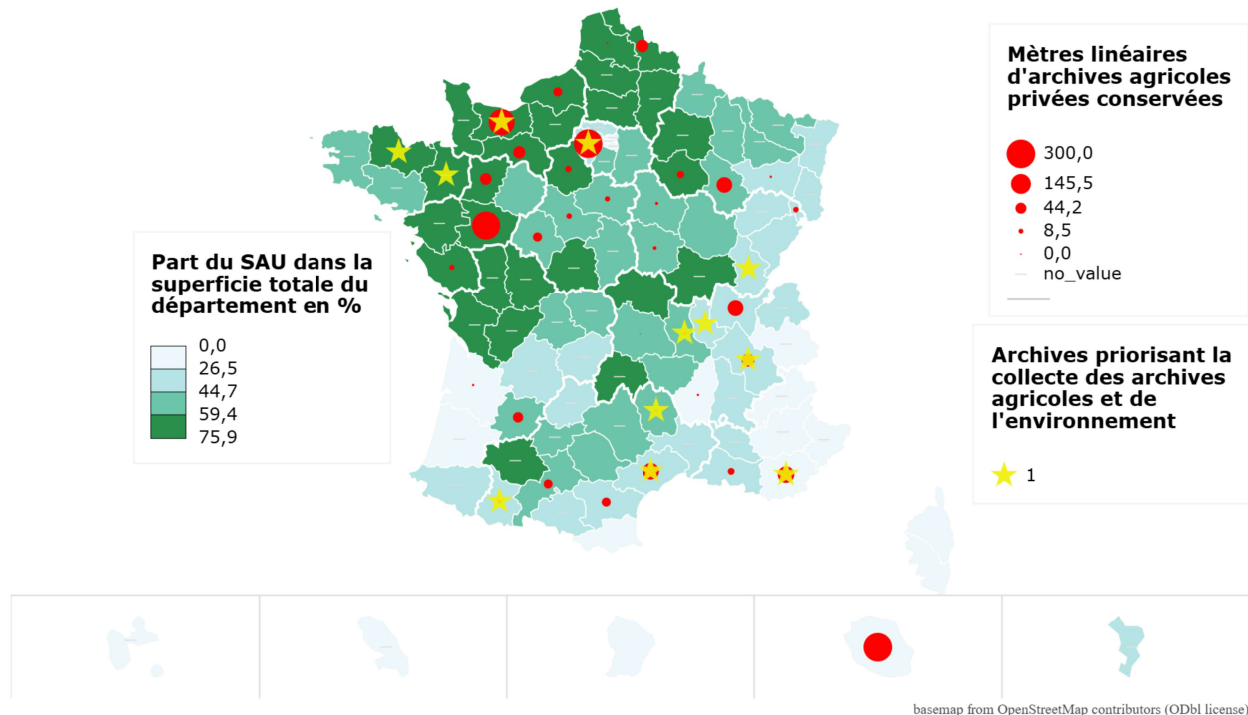 Mètres linéaires
d'archives agricoles
privées conservées
300,0
145,5
44,2
8,5
0,0
no_value
Part du SAU dans la
superficie totale du
département en %
0,0
26,5
44,7
59,4
75,9
Archives priorisant la
collecte des archives
agricoles et de
l'environnement
1
basemap from OpenStreetMap contributors (ODbl license)